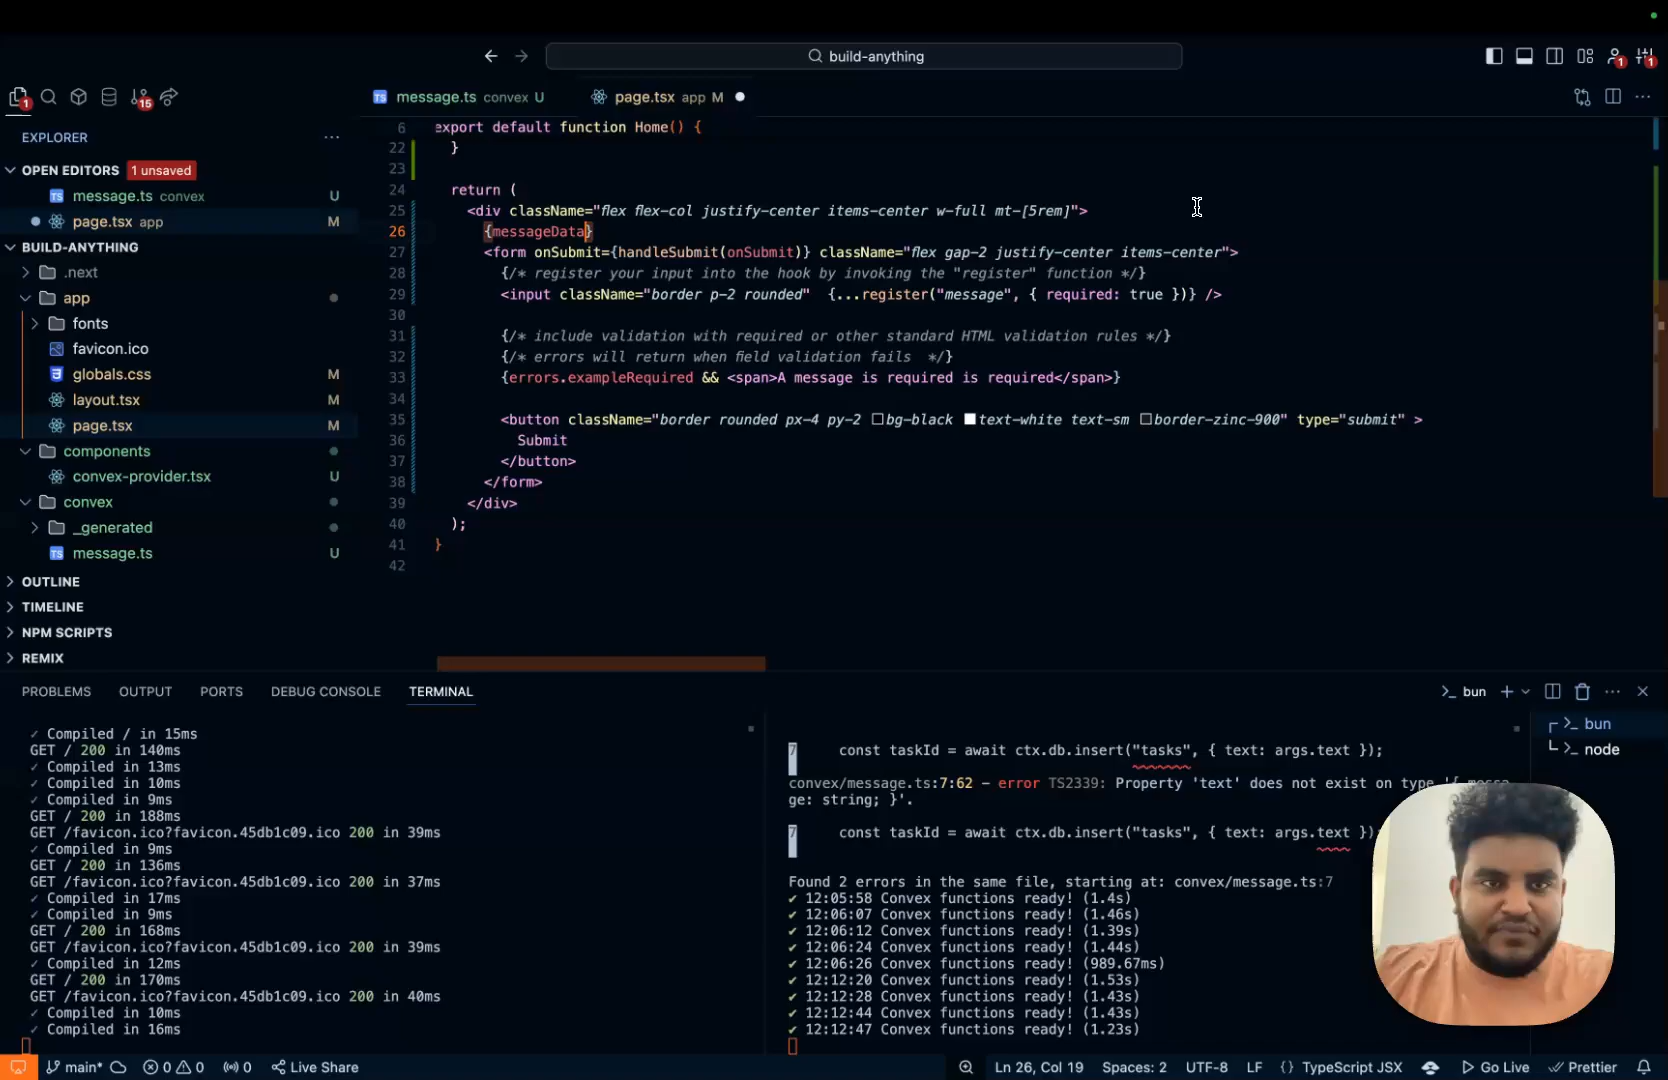 build-anything
1
15
1
1
message.ts convex U
page.tsx app M
EXPLORER
OPEN EDITORS 1 unsaved
message.ts convex U
page.tsx app M
BUILD-ANYTHING
.next
app
fonts
favicon.ico
globals.css M
layout.tsx M
page.tsx M
components
convex-provider.tsx U
convex
_generated
message.ts U
OUTLINE
TIMELINE
NPM SCRIPTS
REMIX
6 export default function Home() {
22 }
23
24 return (
25 <div className="flex flex-col justify-center items-center w-full mt-[5rem]">
26 {messageData}
27 <form onSubmit={handleSubmit(onSubmit)} className="flex gap-2 justify-center items-center">
28 {/* register your input into the hook by invoking the "register" function */}
29 <input className="border p-2 rounded" {...register("message", { required: true })} />
30
31 {/* include validation with required or other standard HTML validation rules */}
32 {/* errors will return when field validation fails */}
33 {errors.exampleRequired && <span>A message is required is required</span>}
34
35 <button className="border rounded px-4 py-2 bg-black text-white text-sm border-zinc-900" type="submit" >
36 Submit
37 </button>
38 </form>
39 </div>
40 );
41 }
42
PROBLEMS OUTPUT PORTS DEBUG CONSOLE TERMINAL
bun
✓ Compiled / in 15ms
GET / 200 in 140ms
✓ Compiled in 13ms
✓ Compiled in 10ms
✓ Compiled in 9ms
GET / 200 in 188ms
GET /favicon.ico?favicon.45db1c09.ico 200 in 39ms
✓ Compiled in 9ms
GET / 200 in 136ms
GET /favicon.ico?favicon.45db1c09.ico 200 in 37ms
✓ Compiled in 17ms
✓ Compiled in 9ms
GET / 200 in 168ms
GET /favicon.ico?favicon.45db1c09.ico 200 in 39ms
✓ Compiled in 12ms
GET / 200 in 170ms
GET /favicon.ico?favicon.45db1c09.ico 200 in 40ms
✓ Compiled in 10ms
✓ Compiled in 16ms
7 const taskId = await ctx.db.insert("tasks", { text: args.text });
convex/message.ts:7:62 - error TS2339: Property 'text' does not exist on type '{ messa
ge: string; }'.
7 const taskId = await ctx.db.insert("tasks", { text: args.text });
Found 2 errors in the same file, starting at: convex/message.ts:7
✔ 12:05:58 Convex functions ready! (1.4s)
✔ 12:06:07 Convex functions ready! (1.46s)
✔ 12:06:12 Convex functions ready! (1.39s)
✔ 12:06:24 Convex functions ready! (1.44s)
✔ 12:06:26 Convex functions ready! (989.67ms)
✔ 12:12:20 Convex functions ready! (1.53s)
✔ 12:12:28 Convex functions ready! (1.43s)
✔ 12:12:44 Convex functions ready! (1.43s)
✔ 12:12:47 Convex functions ready! (1.23s)
bun
node
main* 0 0 0 Live Share
Ln 26, Col 19 Spaces: 2 UTF-8 LF {} TypeScript JSX Go Live Prettier